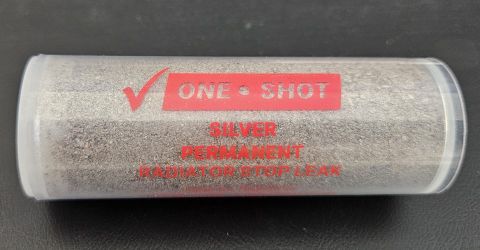 ONE • SHOT
SILVER
PERMANENT
RADIATOR STOP LEAK